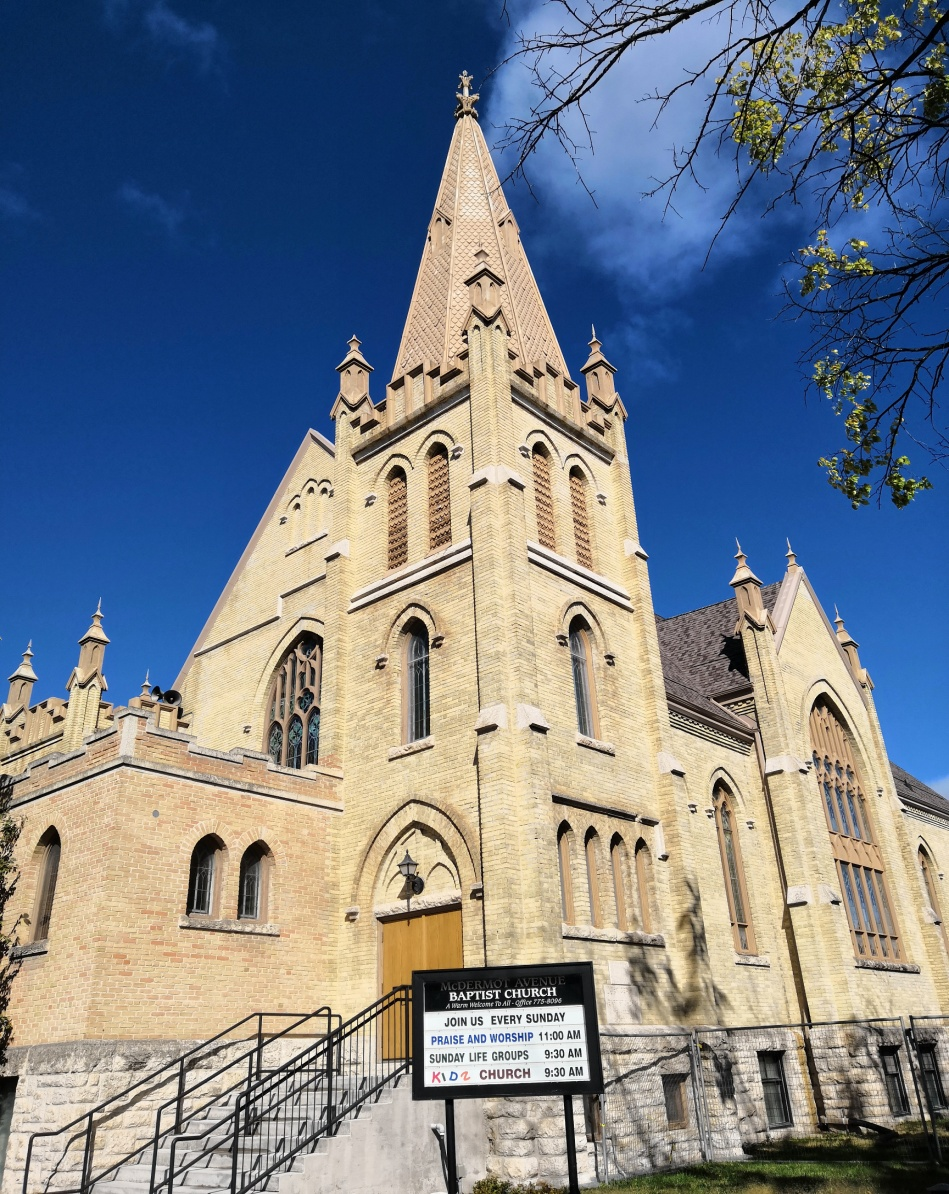 McDERMOT AVENUE
BAPTIST CHURCH
A Warm Welcome To All - Office 775-8096
JOIN US EVERY SUNDAY
PRAISE AND WORSHIP 11:00 AM
SUNDAY LIFE GROUPS 9:30 AM
KIDZ CHURCH 9:30 AM